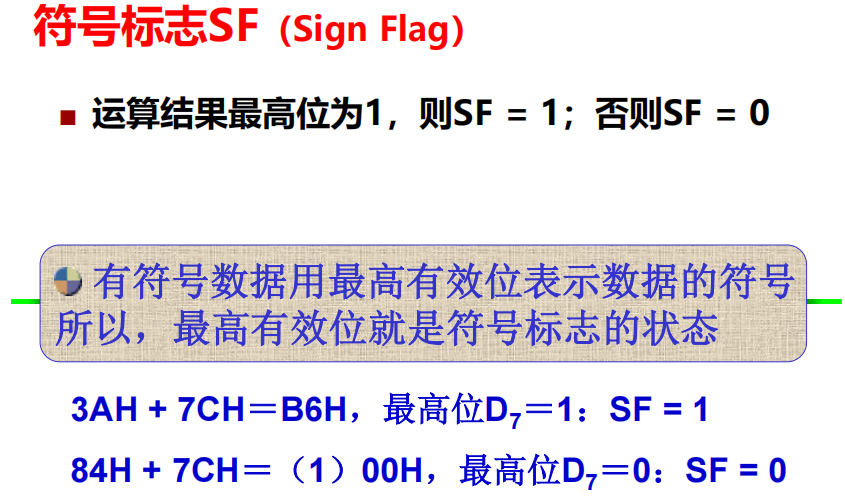 符号标志SF（Sign Flag）
运算结果最高位为1，则SF = 1；否则SF = 0
有符号数据用最高有效位表示数据的符号
所以，最高有效位就是符号标志的状态
3AH + 7CH＝B6H，最高位D₇＝1：SF = 1
84H + 7CH＝（1）00H，最高位D₇＝0：SF = 0